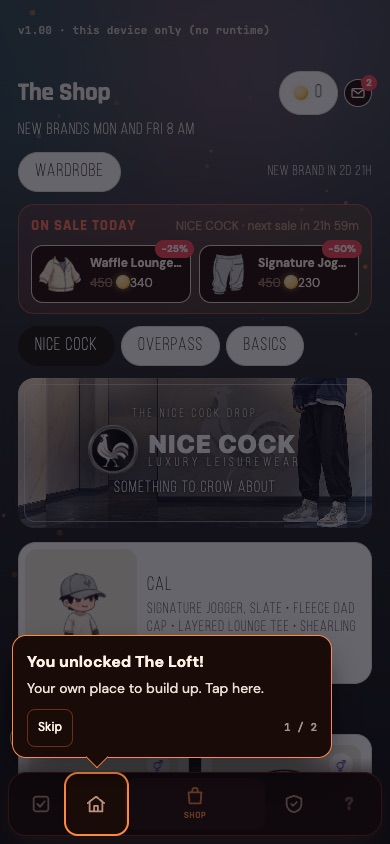 v1.00 · this device only (no runtime)
The Shop
0
2
NEW BRANDS MON AND FRI 8 AM
WARDROBE
NEW BRAND IN 2D 21H
ON SALE TODAY
NICE COCK · next sale in 21h 59m
-25%
Waffle Lounge...
450 340
-50%
Signature Jog...
450 230
NICE COCK
OVERPASS
BASICS
THE NICE COCK DROP
NICE COCK
LUXURY LEISUREWEAR
SOMETHING TO CROW ABOUT
CAL
SIGNATURE JOGGER, SLATE • FLEECE DAD
CAP • LAYERED LOUNGE TEE • SHEARLING
You unlocked The Loft!
Your own place to build up. Tap here.
Skip
1 / 2
SHOP
?